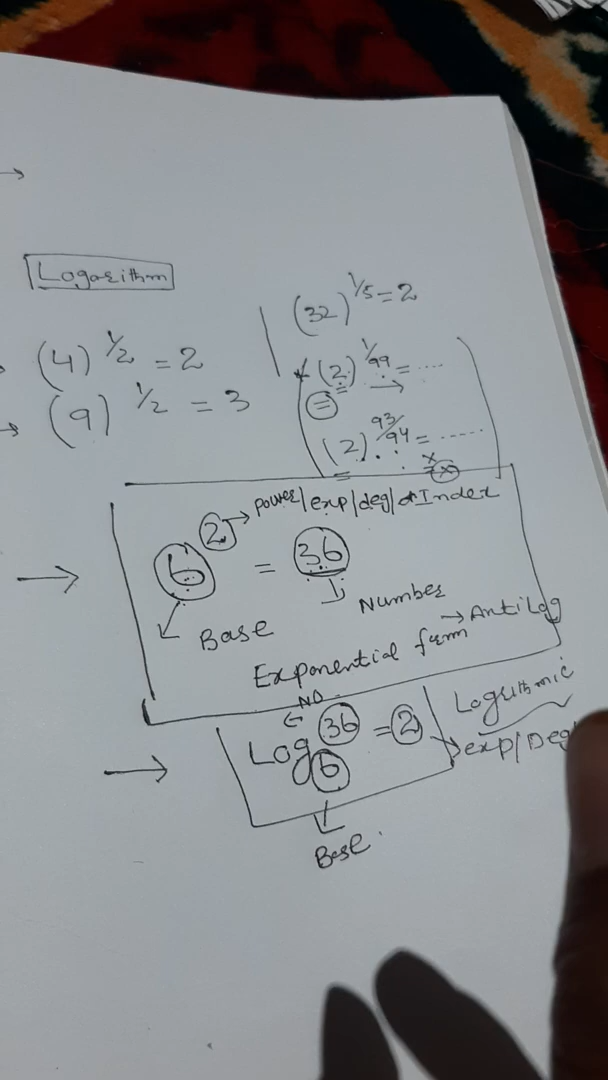 Logarithm
(4)^1/2 = 2
(9)^1/2 = 3
(32)^1/5 = 2
(2)^1/99 = ....
(2)^93/94 = ......
6^2 = 36
power/exp/deg/ Index
Base
Number
Exponential form → Antilog
NO
Log 36 = 2
6
Logarithmic
exp/Deg
Base.